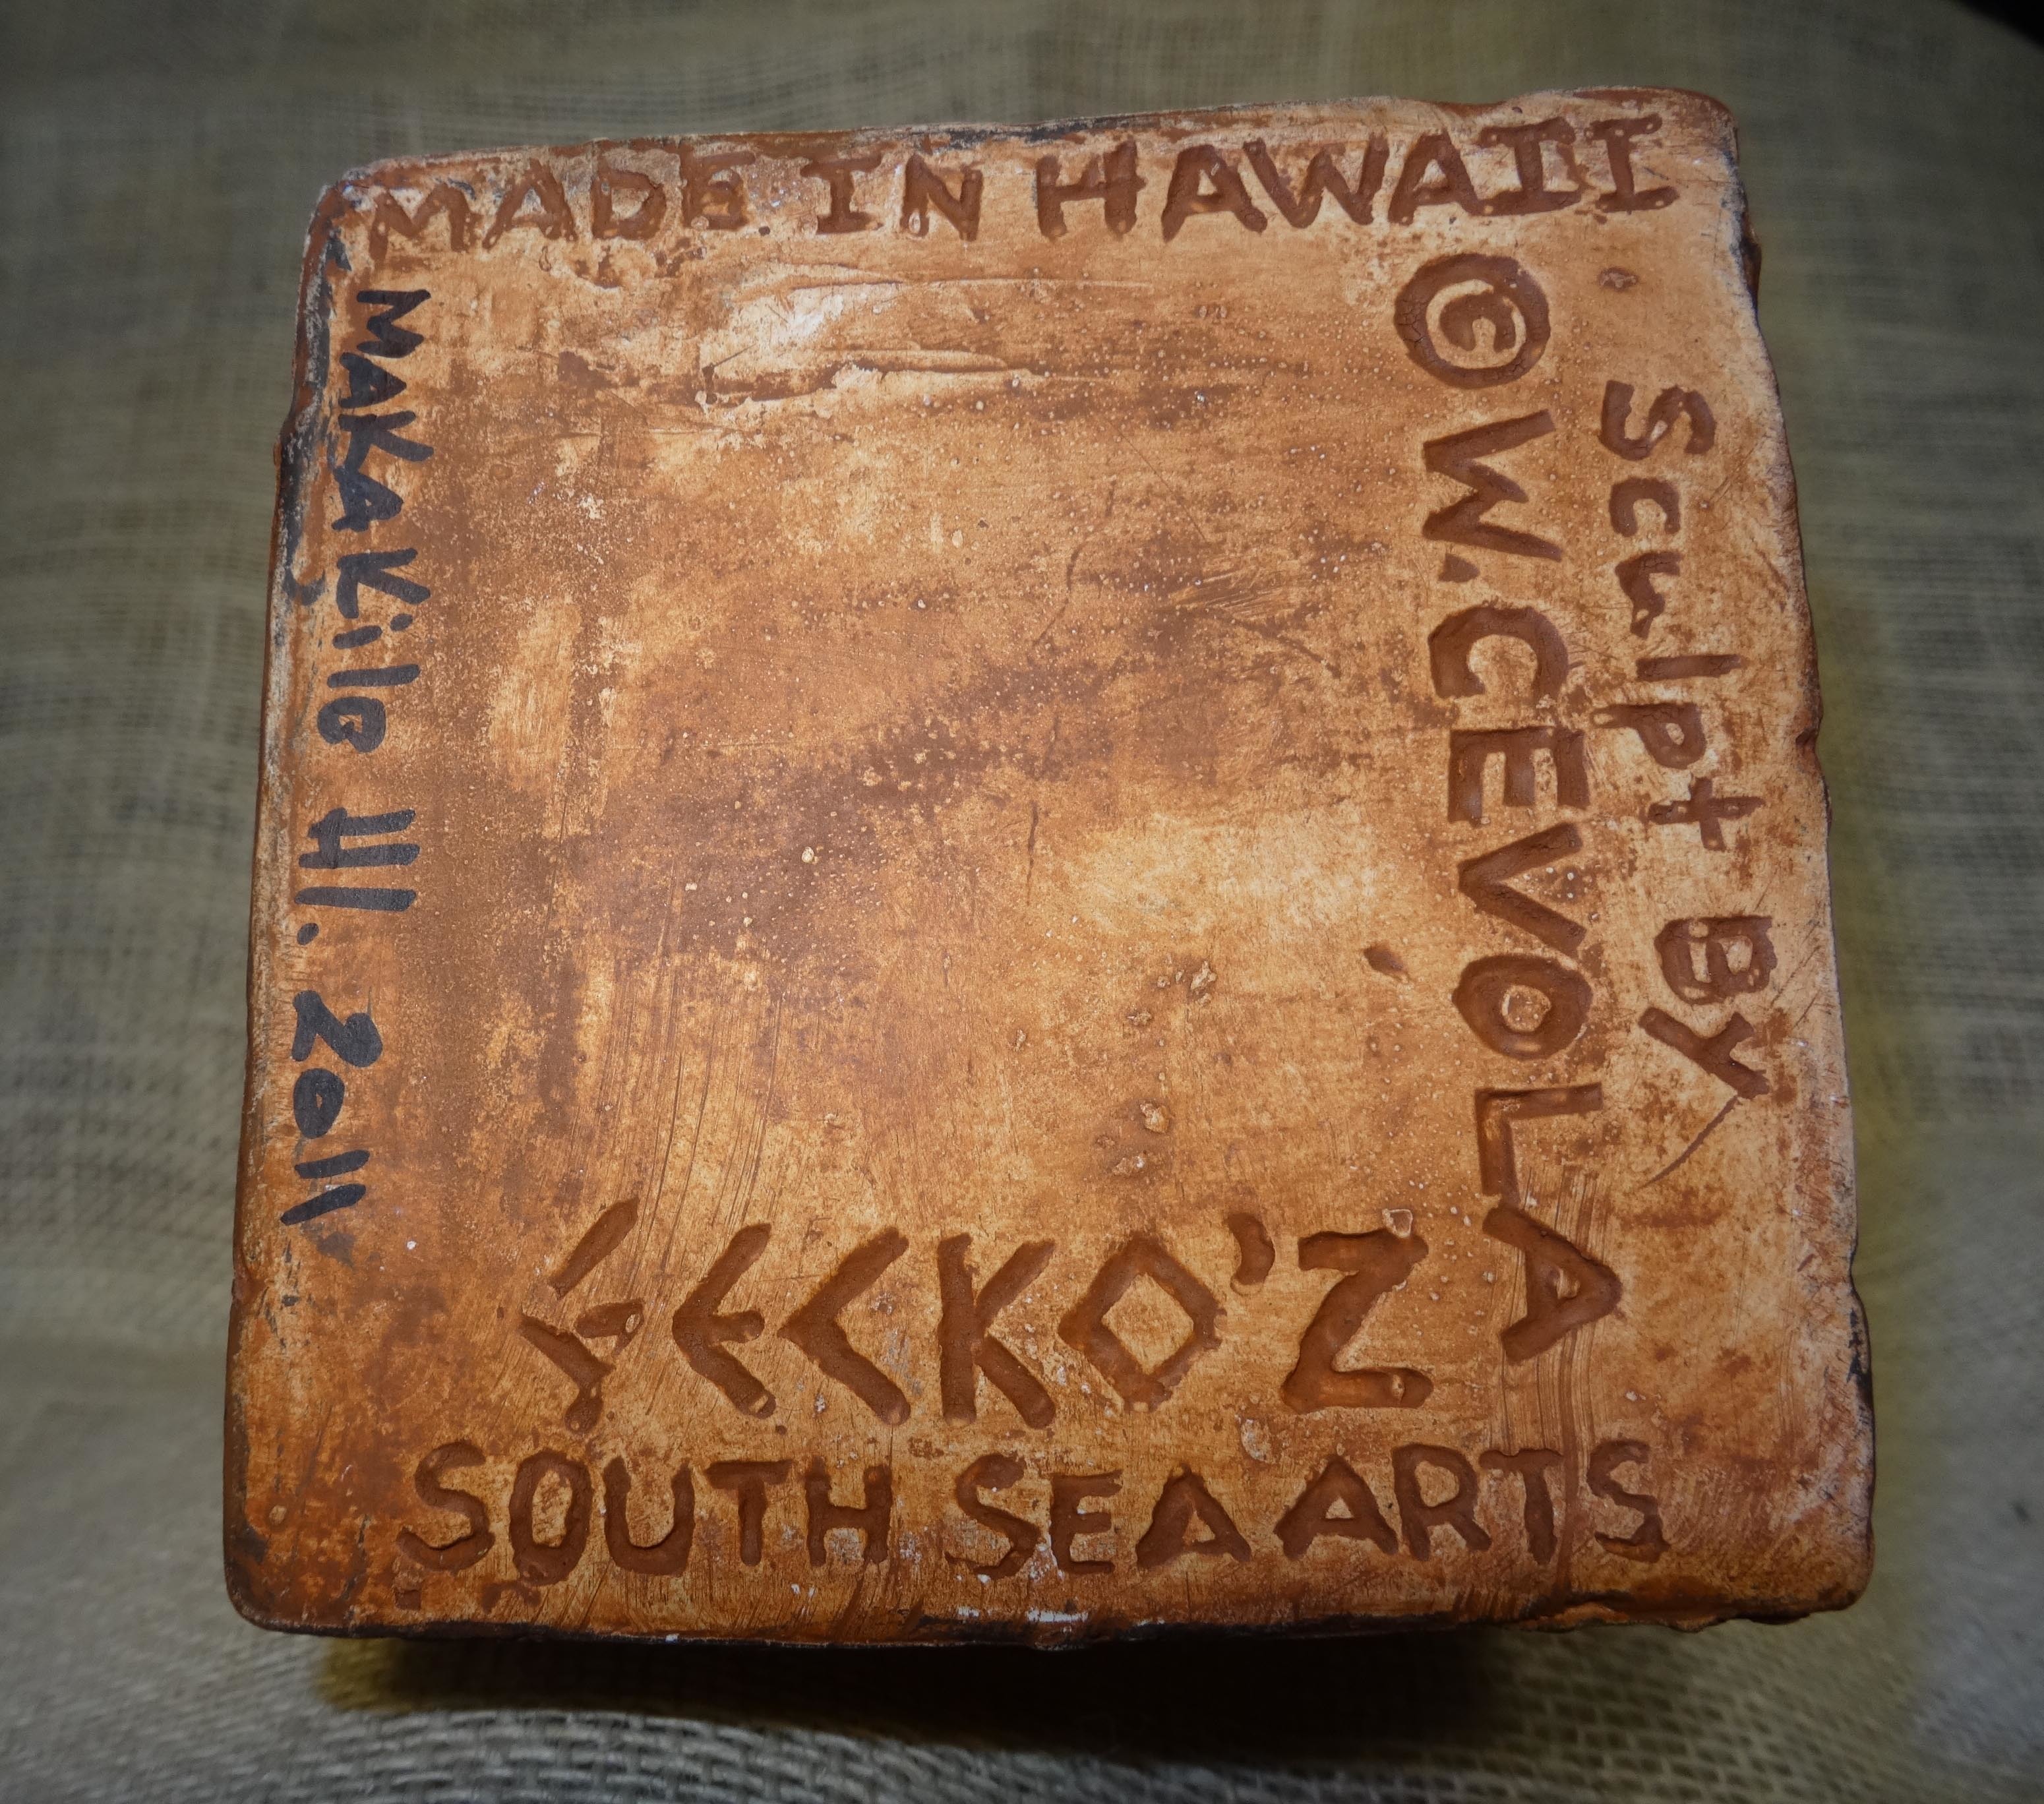 MADE IN HAWAII
Sculpt BY
© W. CEVOLA
GECKO'Z
SOUTH SEA ARTS
MAKAKilo HI. 2011